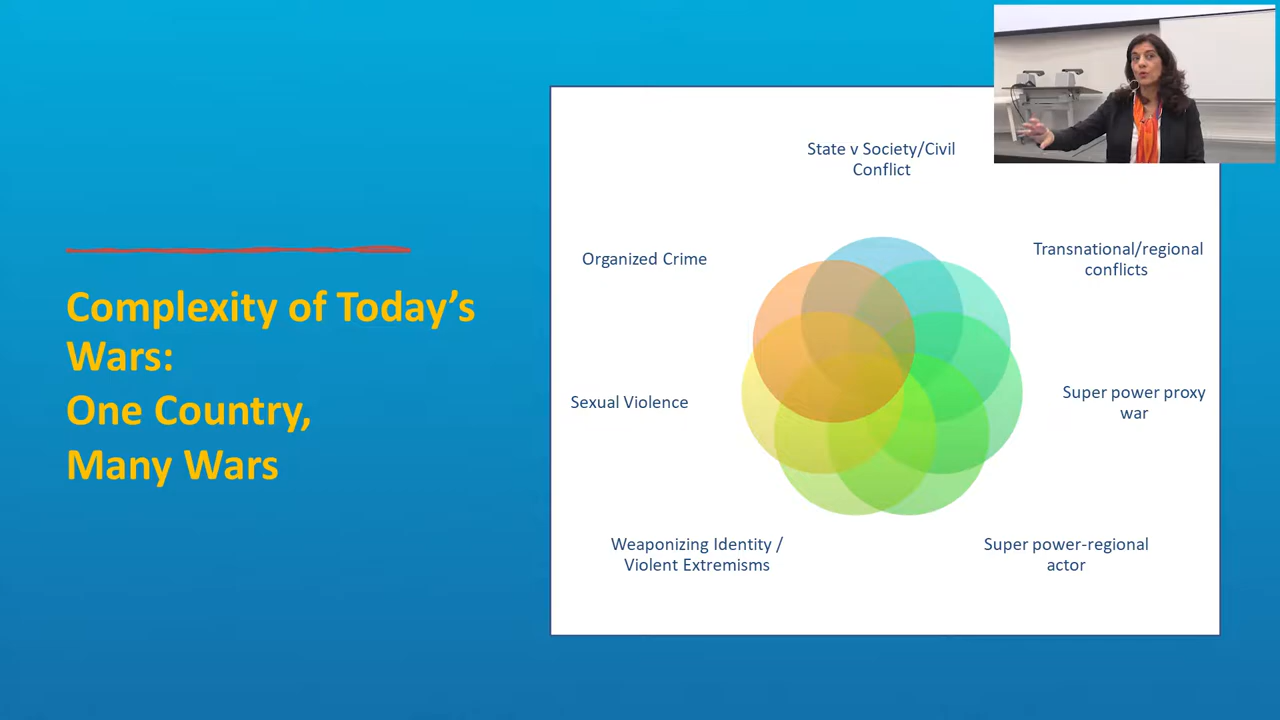 Complexity of Today's
Wars:
One Country,
Many Wars
State v Society/Civil
Conflict
Transnational/regional
conflicts
Super power proxy
war
Super power-regional
actor
Weaponizing Identity /
Violent Extremisms
Sexual Violence
Organized Crime